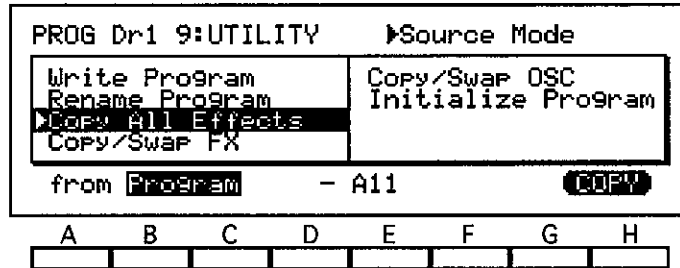 PROG Dr1 9:UTILITY ▶Source Mode
Write Program
Rename Program
▶Copy All Effects
Copy/Swap FX
Copy/Swap OSC
Initialize Program
from Program – A11 COPY
A B C D E F G H